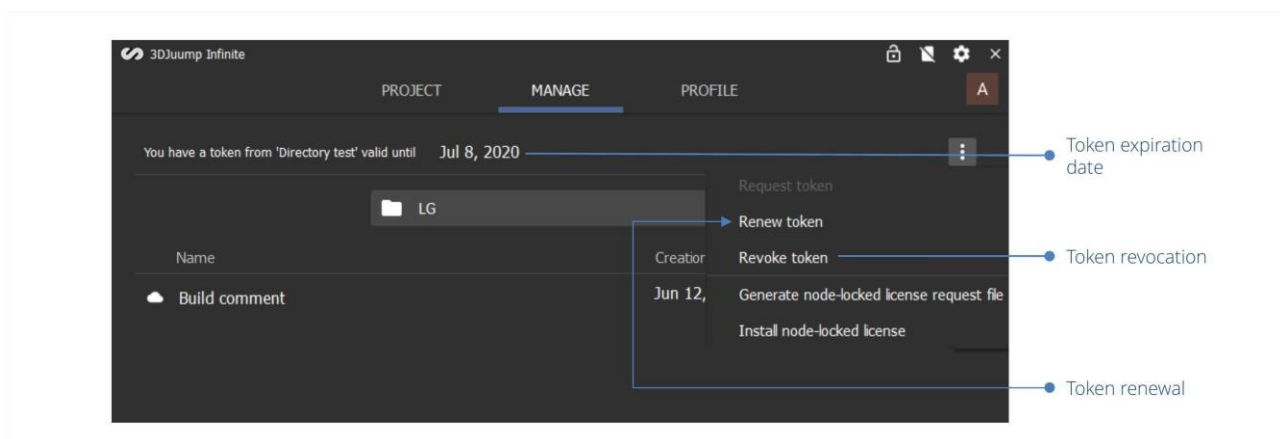 3DJuump Infinite
PROJECT MANAGE PROFILE A
You have a token from 'Directory test' valid until Jul 8, 2020
Token expiration
date
Request token
LG
Renew token
Name
Revoke token
Token revocation
Build comment
Jun 12,
Generate node-locked license request file
Install node-locked license
Token renewal